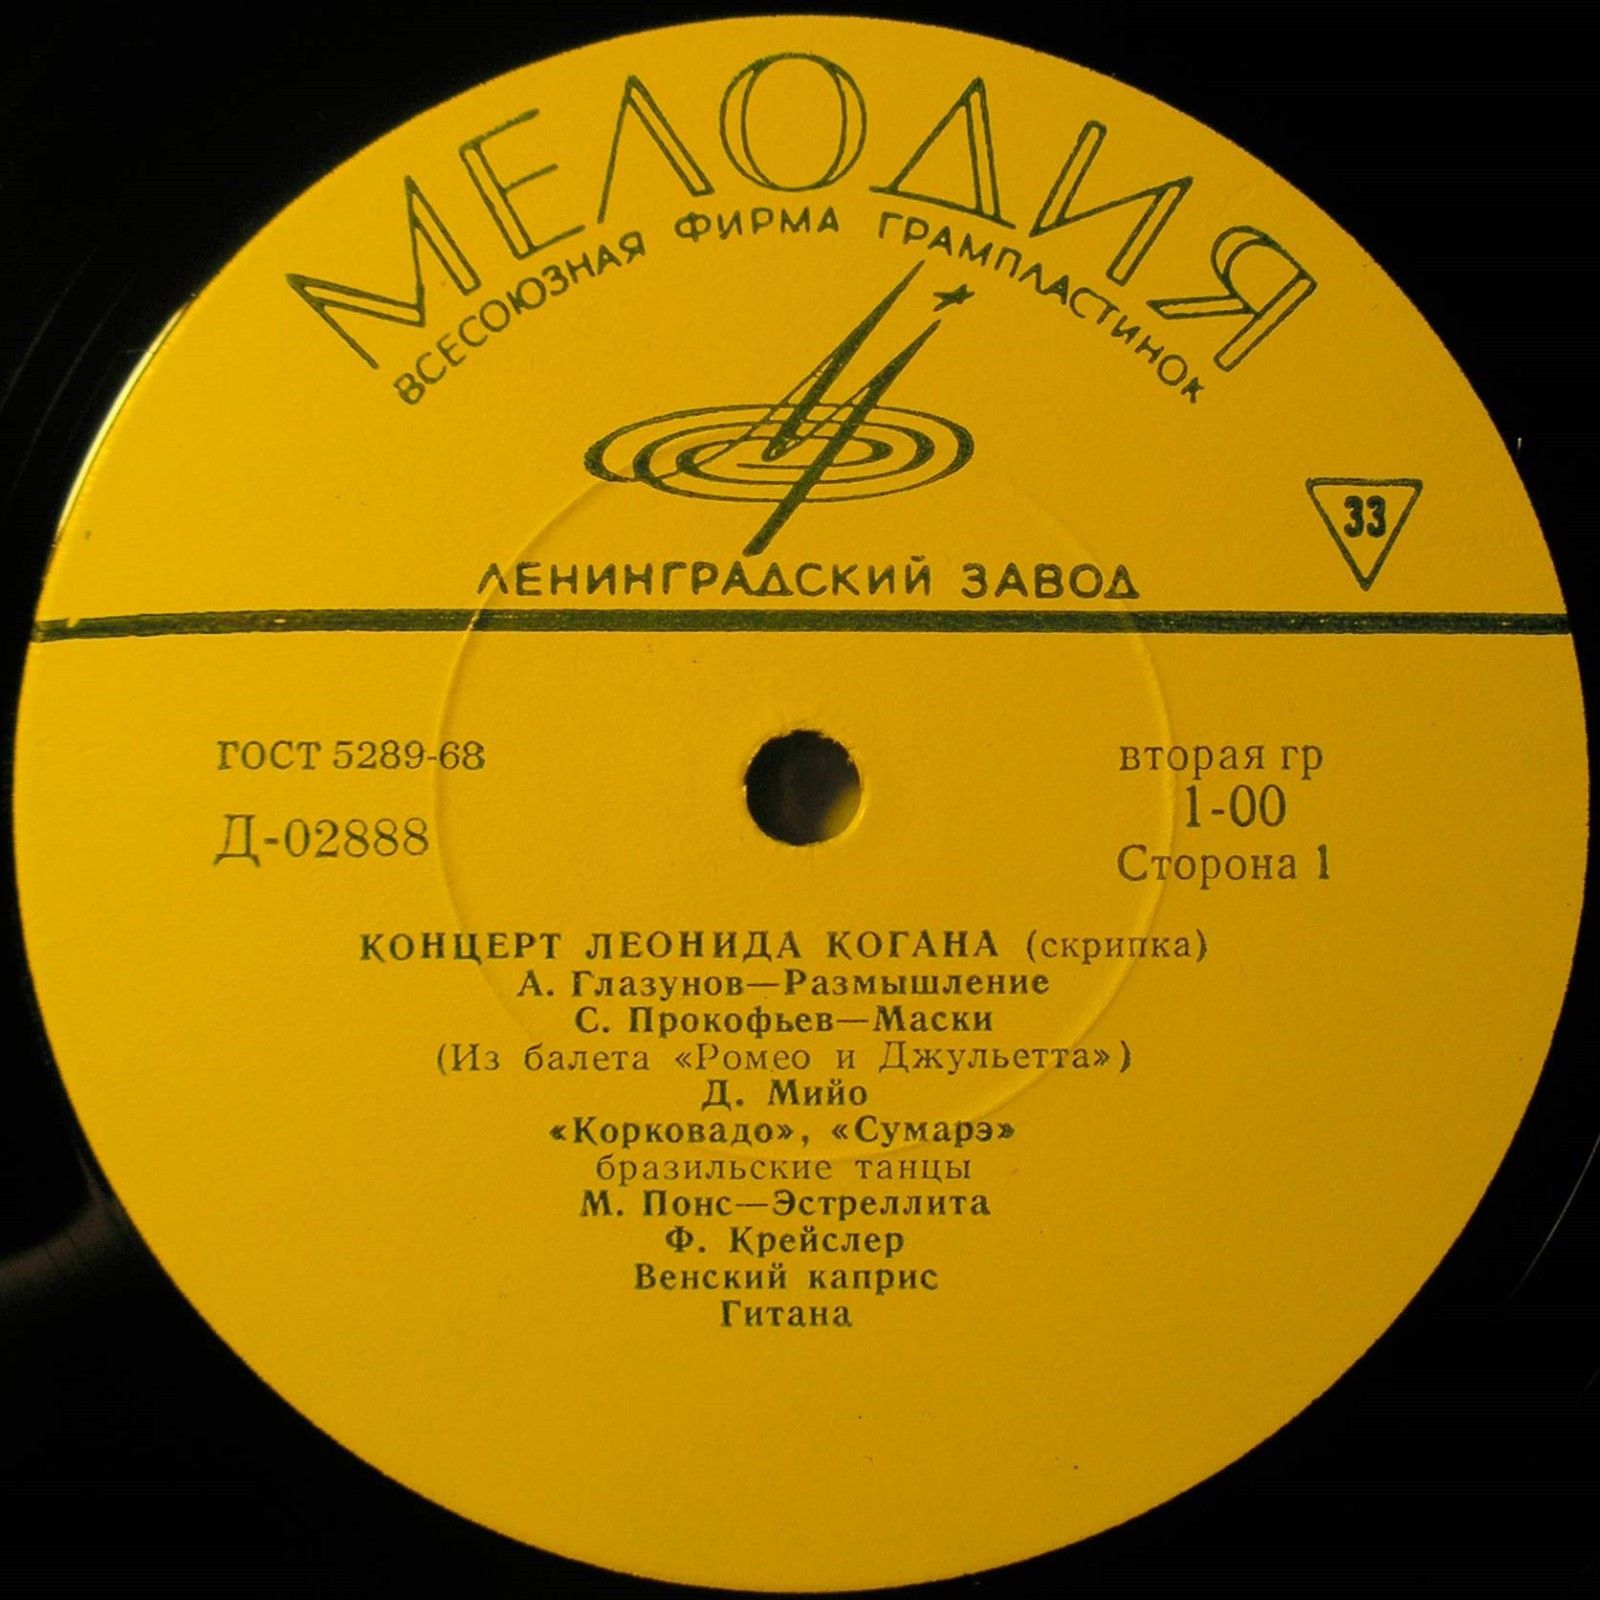 МЕЛОДИЯ
ВСЕСОЮЗНАЯ ФИРМА ГРАМПЛАСТИНОК
33
ЛЕНИНГРАДСКИЙ ЗАВОД
ГОСТ 5289-68
Д-02888
вторая гр
1-00
Сторона 1
КОНЦЕРТ ЛЕОНИДА КОГАНА (скрипка)
А. Глазунов—Размышление
С. Прокофьев—Маски
(Из балета «Ромео и Джульетта»)
Д. Мийо
«Корковадо», «Сумарэ»
бразильские танцы
М. Понс—Эстреллита
Ф. Крейслер
Венский каприс
Гитана